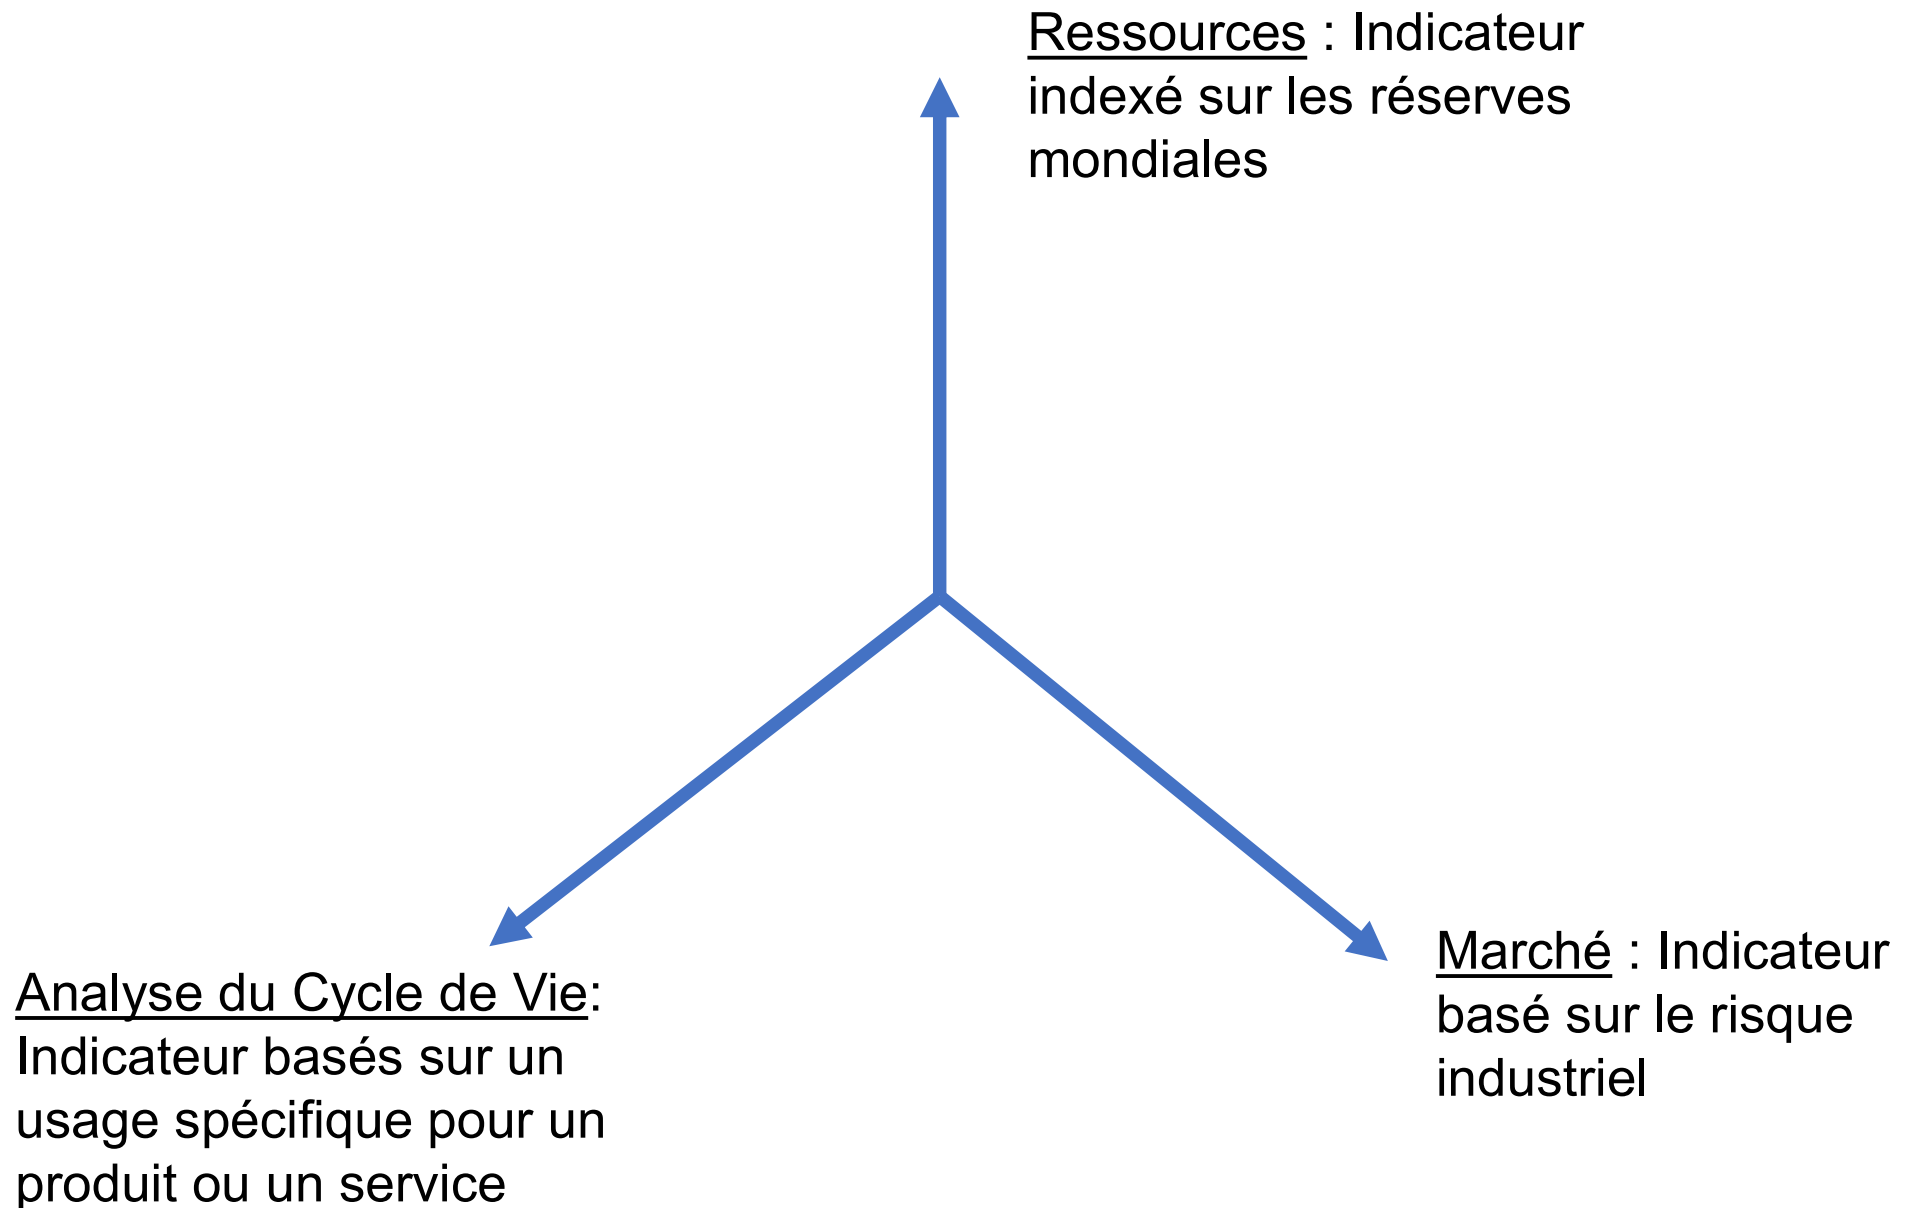 Ressources : Indicateur
indexé sur les réserves
mondiales
Marché : Indicateur
basé sur le risque
industriel
Analyse du Cycle de Vie:
Indicateur basés sur un
usage spécifique pour un
produit ou un service